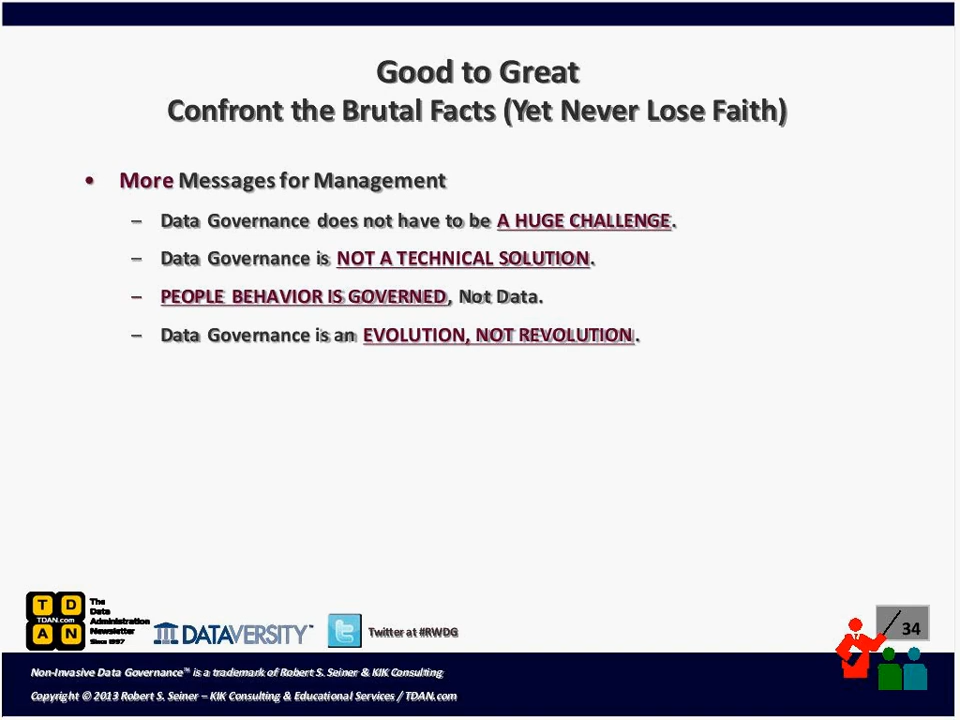 Good to Great
Confront the Brutal Facts (Yet Never Lose Faith)
• More Messages for Management
– Data Governance does not have to be A HUGE CHALLENGE.
– Data Governance is NOT A TECHNICAL SOLUTION.
– PEOPLE BEHAVIOR IS GOVERNED, Not Data.
– Data Governance is an EVOLUTION, NOT REVOLUTION.
T D
TDAN.com
A N
The
Data
Administration
Newsletter
Since 1997
DATAVERSITY™
Twitter at #RWDG
34
Non-Invasive Data Governance™ is a trademark of Robert S. Seiner & KIK Consulting
Copyright © 2013 Robert S. Seiner – KIK Consulting & Educational Services / TDAN.com